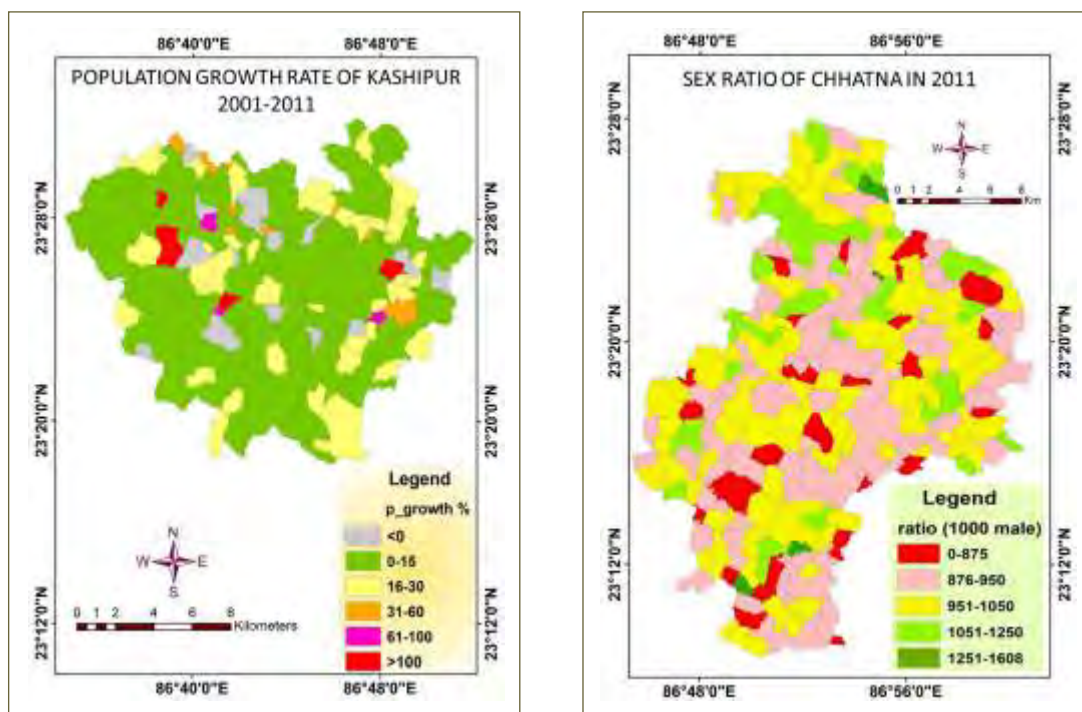 86°40'0"E 86°48'0"E
POPULATION GROWTH RATE OF KASHIPUR
2001-2011
23°28'0"N 23°28'0"N
23°20'0"N 23°20'0"N
23°12'0"N 23°12'0"N
N
W E
S
0 1 2 4 6 8
Kilometers
Legend
p_growth %
<0
0-15
16-30
31-60
61-100
>100
86°40'0"E 86°48'0"E
86°48'0"E 86°56'0"E
SEX RATIO OF CHHATNA IN 2011
23°28'0"N 23°28'0"N
N
W E
S
0 1 2 4 6 8
Km
23°20'0"N 23°20'0"N
23°12'0"N 23°12'0"N
Legend
ratio (1000 male)
0-875
876-950
951-1050
1051-1250
1251-1608
86°48'0"E 86°56'0"E